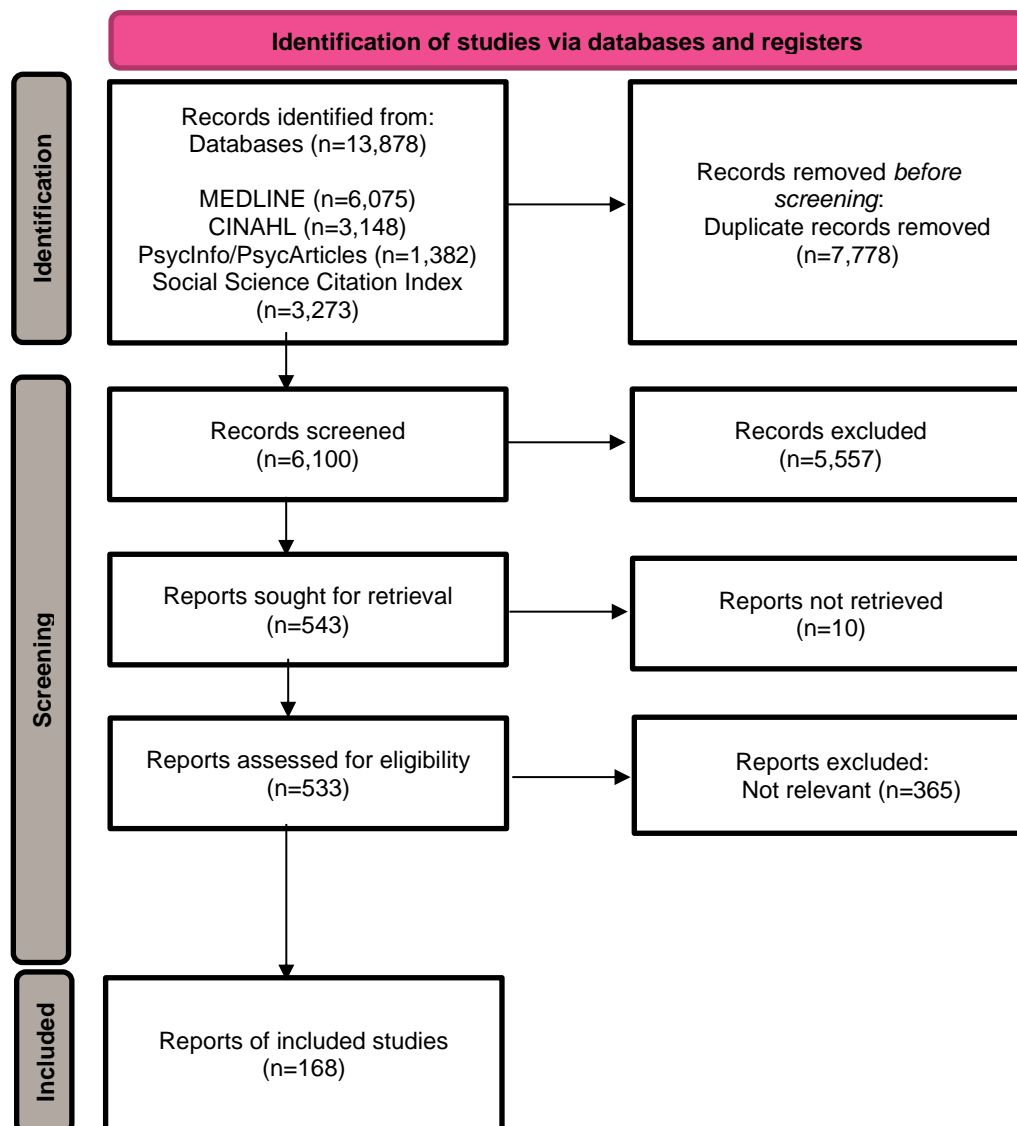 Identification of studies via databases and registers
Identification
Records identified from:
Databases (n=13,878)
MEDLINE (n=6,075)
CINAHL (n=3,148)
PsycInfo/PsycArticles (n=1,382)
Social Science Citation Index
(n=3,273)
Records removed before
screening:
Duplicate records removed
(n=7,778)
Screening
Records screened
(n=6,100)
Records excluded
(n=5,557)
Reports sought for retrieval
(n=543)
Reports not retrieved
(n=10)
Reports assessed for eligibility
(n=533)
Reports excluded:
Not relevant (n=365)
Included
Reports of included studies
(n=168)